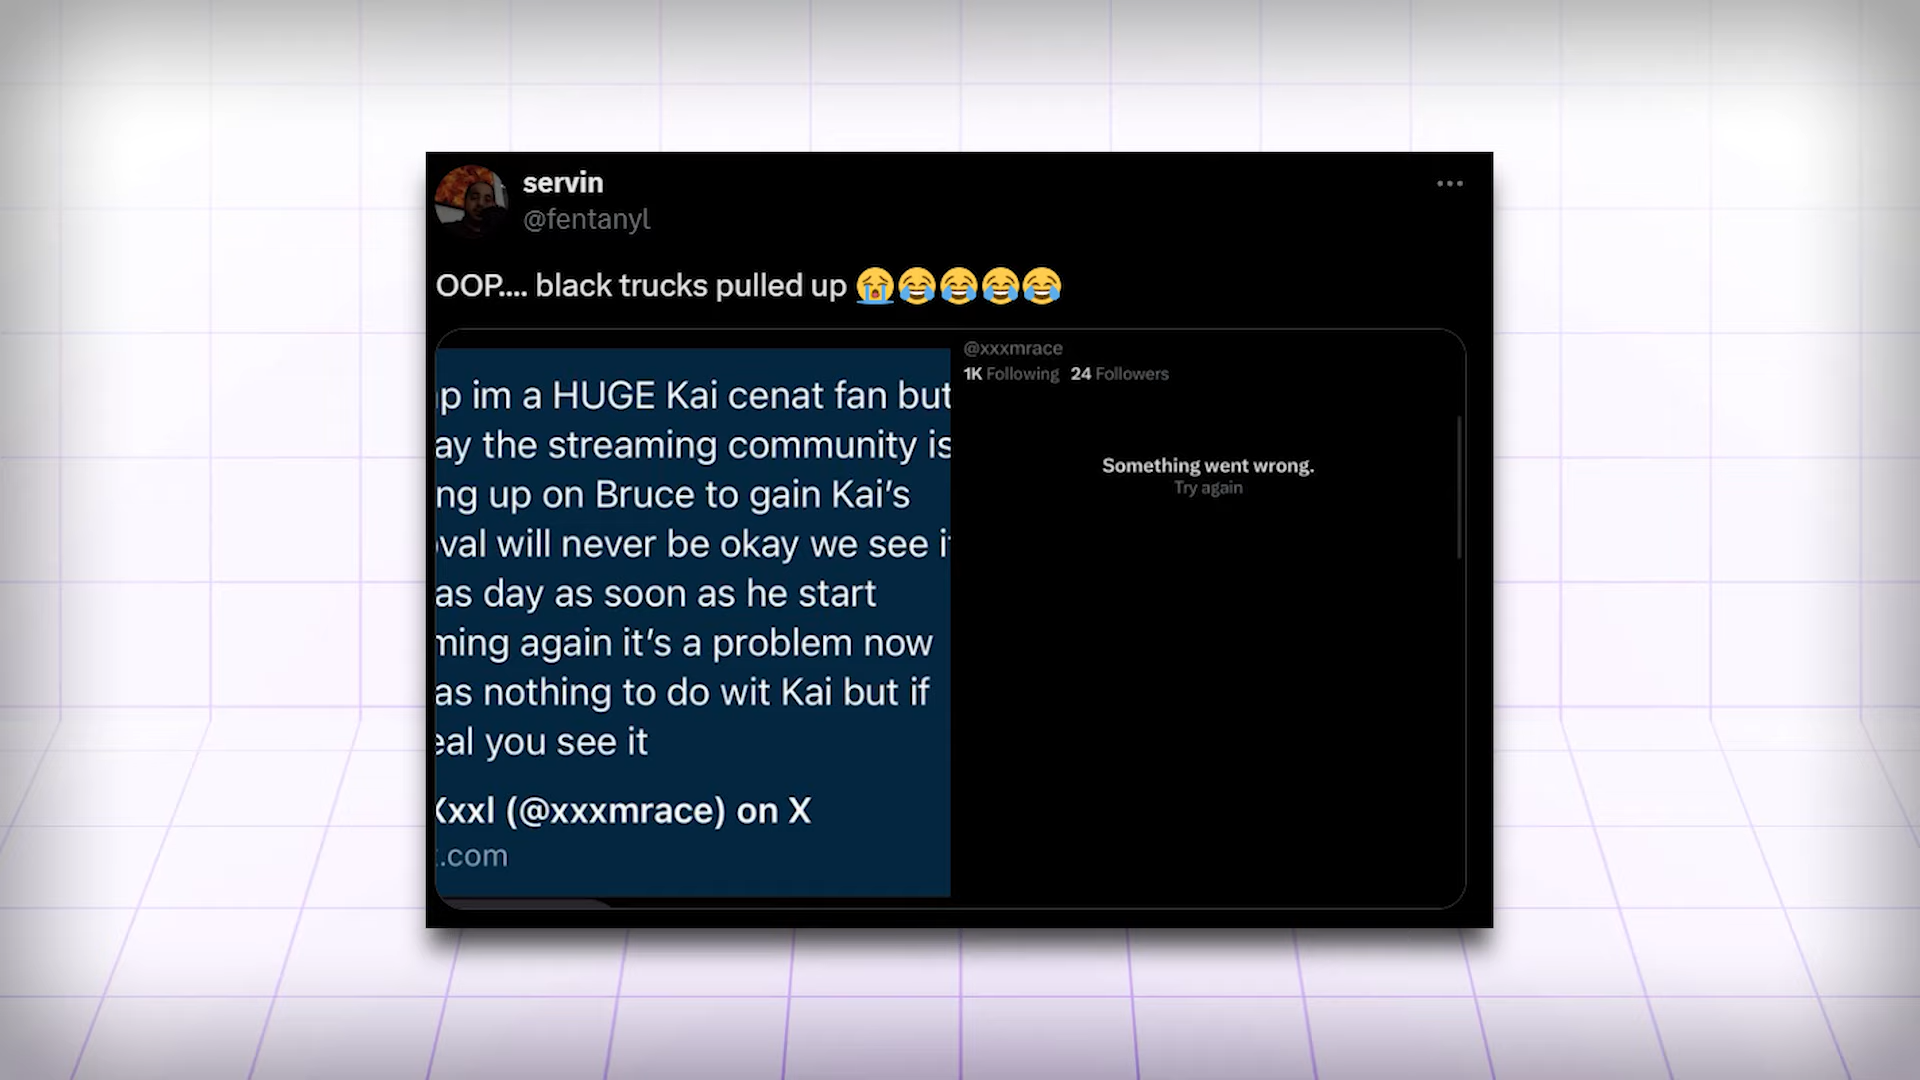 servin
@fentanyl
OOP.... black trucks pulled up 😭😂😂😂😂
p im a HUGE Kai cenat fan but
ay the streaming community is
ng up on Bruce to gain Kai's
val will never be okay we see it
as day as soon as he start
ming again it's a problem now
as nothing to do wit Kai but if
eal you see it
Xxxl (@xxxmrace) on X
.com
@xxxmrace
1K Following 24 Followers
Something went wrong.
Try again